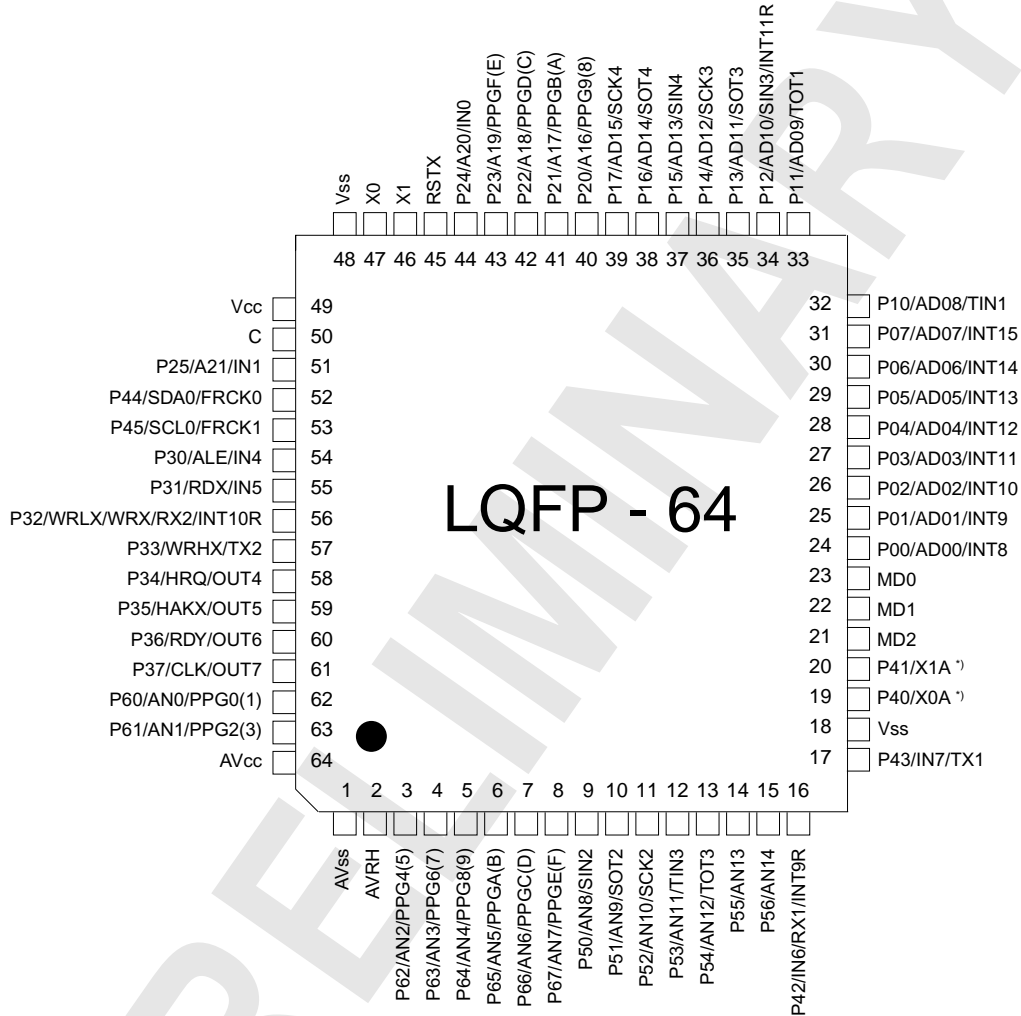 Vss
X0
X1
RSTX
P24/A20/IN0
P23/A19/PPGF(E)
P22/A18/PPGD(C)
P21/A17/PPGB(A)
P20/A16/PPG9(8)
P17/AD15/SCK4
P16/AD14/SOT4
P15/AD13/SIN4
P14/AD12/SCK3
P13/AD11/SOT3
P12/AD10/SIN3/INT11R
P11/AD09/TOT1
48 47 46 45 44 43 42 41 40 39 38 37 36 35 34 33
Vcc 49
C 50
P25/A21/IN1 51
P44/SDA0/FRCK0 52
P45/SCL0/FRCK1 53
P30/ALE/IN4 54
P31/RDX/IN5 55
P32/WRLX/WRX/RX2/INT10R 56
P33/WRHX/TX2 57
P34/HRQ/OUT4 58
P35/HAKX/OUT5 59
P36/RDY/OUT6 60
P37/CLK/OUT7 61
P60/AN0/PPG0(1) 62
P61/AN1/PPG2(3) 63
AVcc 64
LQFP - 64
32 P10/AD08/TIN1
31 P07/AD07/INT15
30 P06/AD06/INT14
29 P05/AD05/INT13
28 P04/AD04/INT12
27 P03/AD03/INT11
26 P02/AD02/INT10
25 P01/AD01/INT9
24 P00/AD00/INT8
23 MD0
22 MD1
21 MD2
20 P41/X1A *)
19 P40/X0A *)
18 Vss
17 P43/IN7/TX1
1 2 3 4 5 6 7 8 9 10 11 12 13 14 15 16
AVss
AVRH
P62/AN2/PPG4(5)
P63/AN3/PPG6(7)
P64/AN4/PPG8(9)
P65/AN5/PPGA(B)
P66/AN6/PPGC(D)
P67/AN7/PPGE(F)
P50/AN8/SIN2
P51/AN9/SOT2
P52/AN10/SCK2
P53/AN11/TIN3
P54/AN12/TOT3
P55/AN13
P56/AN14
P42/IN6/RX1/INT9R
RELIMINARY